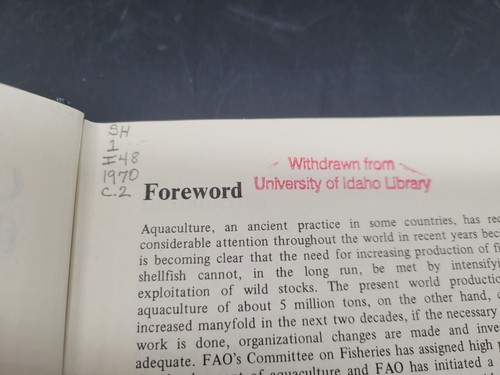 SH
1
I48
1970
C.2
Withdrawn from
University of Idaho Library
Foreword
Aquaculture, an ancient practice in some countries, has
considerable attention throughout the world in recent years
is becoming clear that the need for increasing production of
shellfish cannot, in the long run, be met by
exploitation of wild stocks. The present world
aquaculture of about 5 million tons, on the other hand,
increased manyfold in the next two decades, if the necessary
work is done, organizational changes are made and
adequate. FAO's Committee on Fisheries has assigned high
of aquaculture and FAO has initiated a